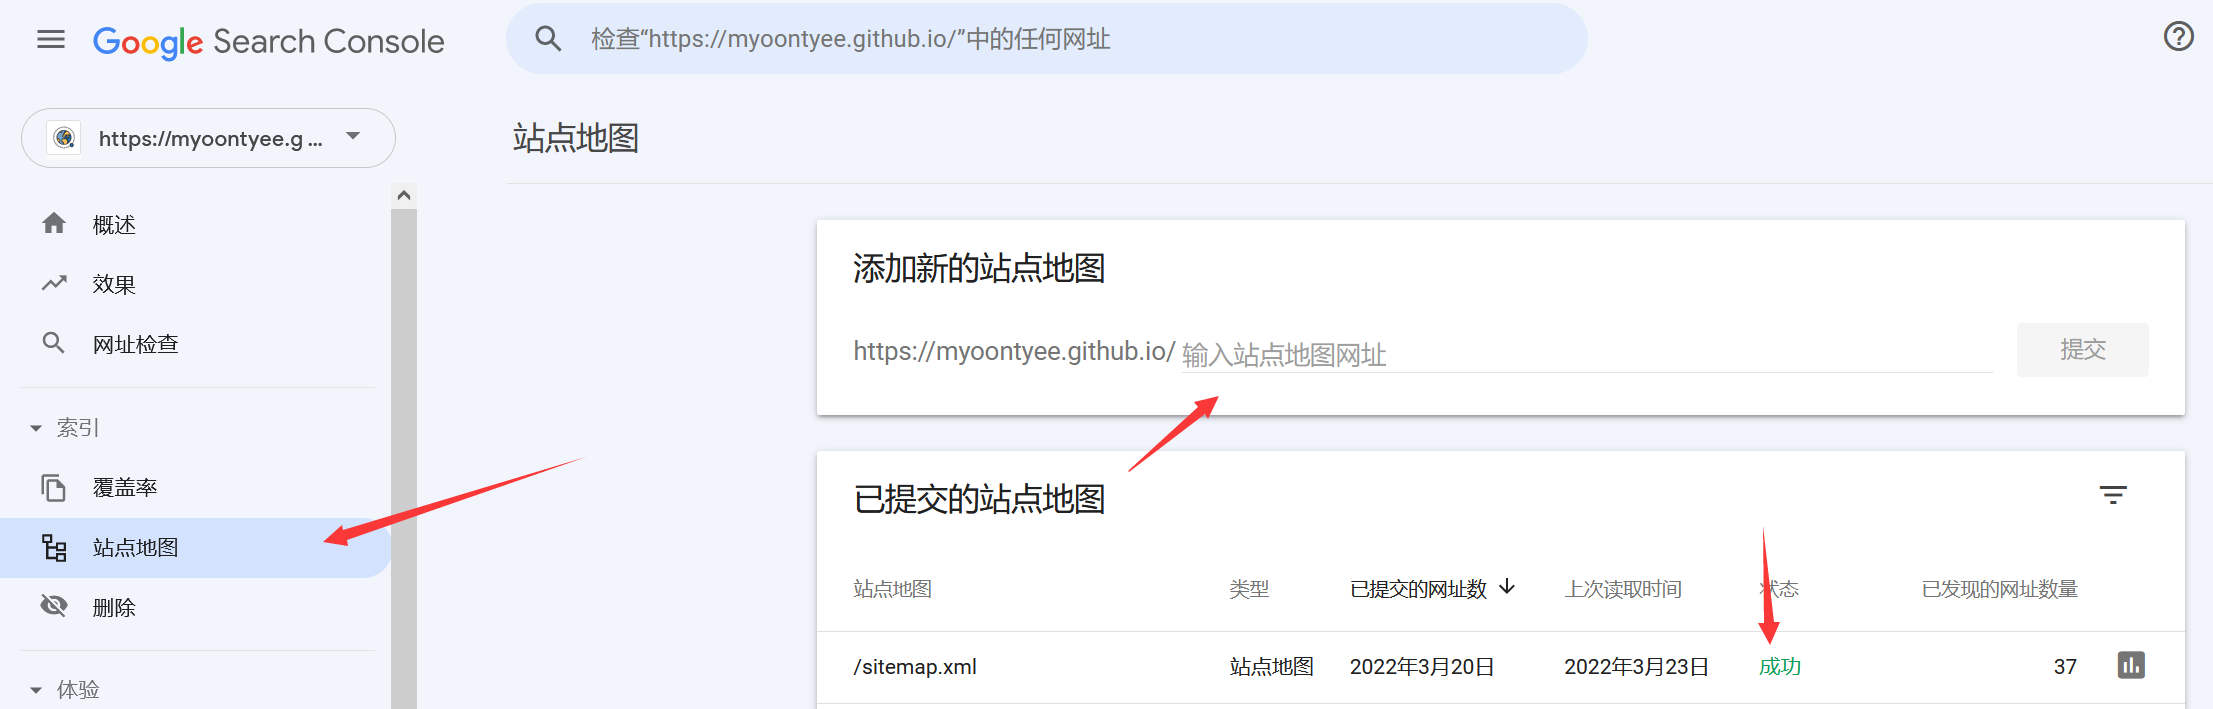 Google Search Console
检查“https://myoontyee.github.io/”中的任何网址
https://myoontyee.g ...
站点地图
概述
效果
网址检查
索引
覆盖率
站点地图
删除
体验
添加新的站点地图
https://myoontyee.github.io/ 输入站点地图网址
提交
已提交的站点地图
站点地图 类型 已提交的网址数 上次读取时间 状态 已发现的网址数量
/sitemap.xml 站点地图 2022年3月20日 2022年3月23日 成功 37